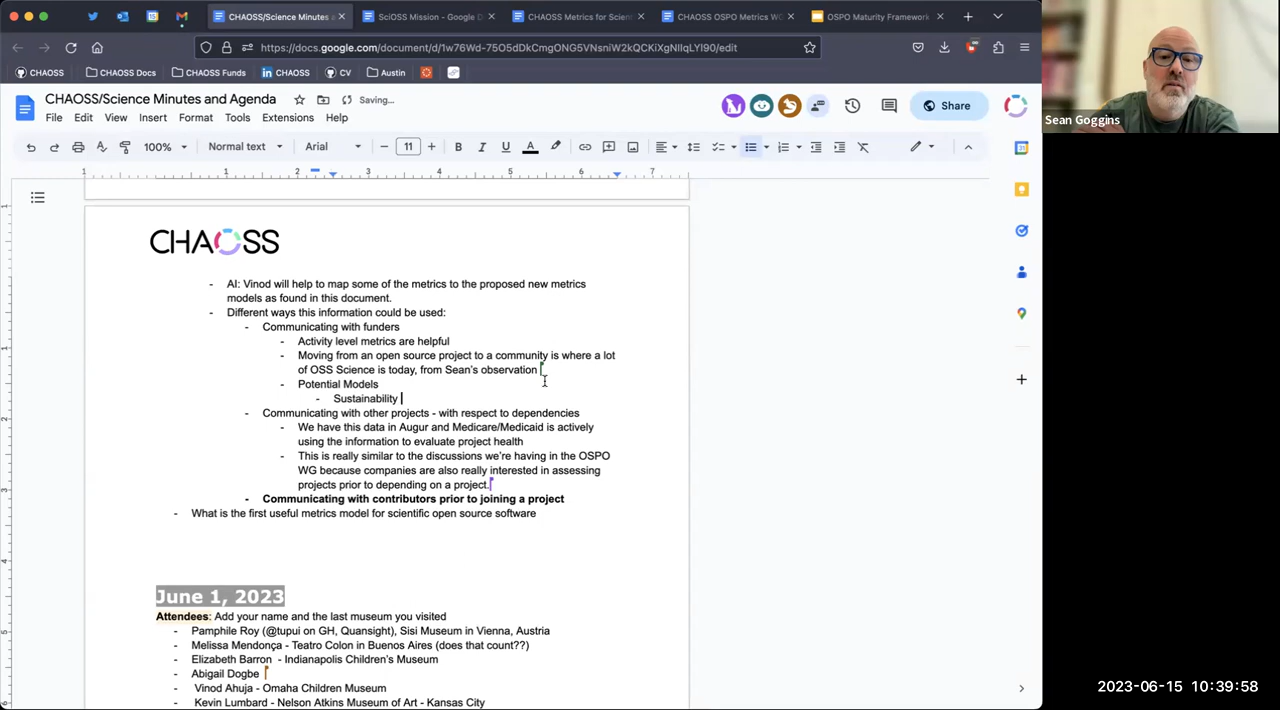 CHAOSS/Science Minutes a
SciOSS Mission - Google D
CHAOSS Metrics for Scien
CHAOSS OSPO Metrics WG
OSPO Maturity Framework
https://docs.google.com/document/d/1w76Wd-75O5dDkCmgONG5VNsniW2kQCKiXgNIIqLYI90/edit
CHAOSS
CHAOSS Docs
CHAOSS Funds
CHAOSS
CV
Austin
CHAOSS/Science Minutes and Agenda
Saving...
File Edit View Insert Format Tools Extensions Help
Share
100% Normal text Arial 11
1 1 2 3 4 5 6 7
CHAOSS
- AI: Vinod will help to map some of the metrics to the proposed new metrics
models as found in this document.
- Different ways this information could be used:
- Communicating with funders
- Activity level metrics are helpful
- Moving from an open source project to a community is where a lot
of OSS Science is today, from Sean's observation
- Potential Models
- Sustainability
- Communicating with other projects - with respect to dependencies
- We have this data in Augur and Medicare/Medicaid is actively
using the information to evaluate project health
- This is really similar to the discussions we're having in the OSPO
WG because companies are also really interested in assessing
projects prior to depending on a project.
- Communicating with contributors prior to joining a project
- What is the first useful metrics model for scientific open source software
June 1, 2023
Attendees: Add your name and the last museum you visited
- Pamphile Roy (@tupui on GH, Quansight), Sisi Museum in Vienna, Austria
- Melissa Mendonça - Teatro Colon in Buenos Aires (does that count??)
- Elizabeth Barron - Indianapolis Children's Museum
- Abigail Dogbe
- Vinod Ahuja - Omaha Children Museum
- Kevin Lumbard - Nelson Atkins Museum of Art - Kansas City
Sean Goggins
2023-06-15 10:39:58